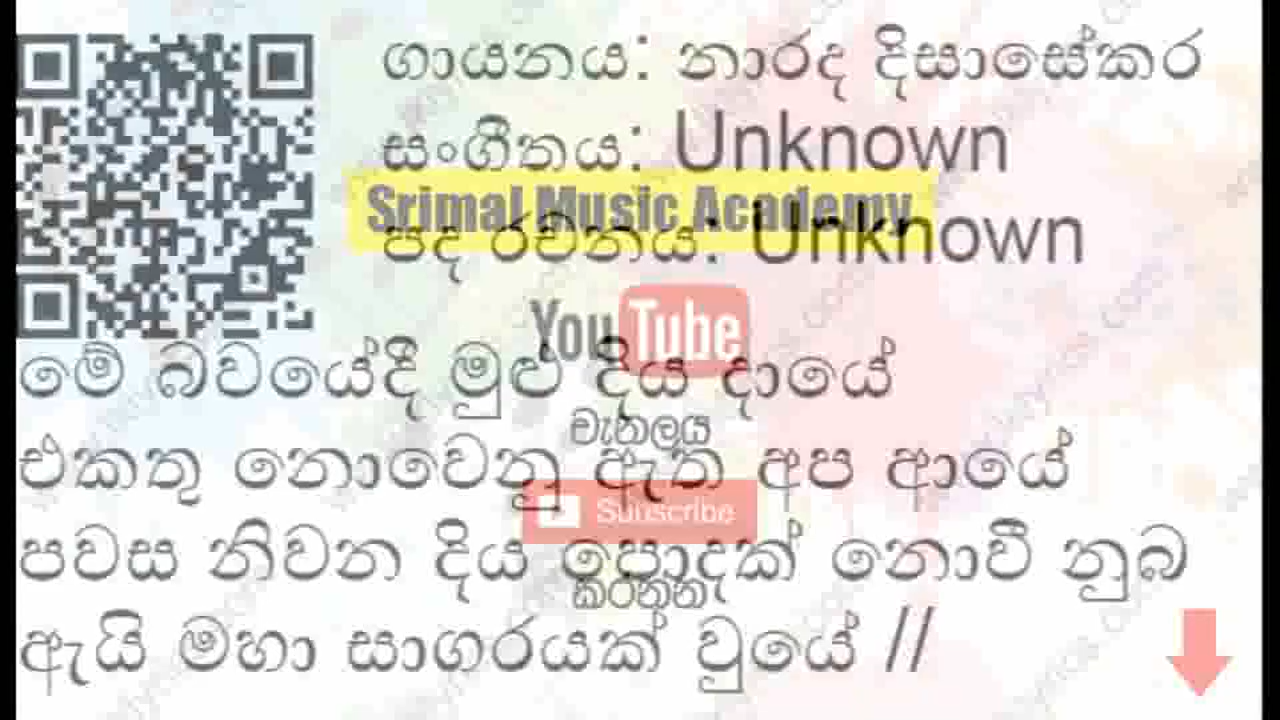 ගායනය: නාරද දිසාසේකර
සංගීතය: Unknown
Srimal Music Academy
පද රචනය: Unknown
YouTube
මේ බවයේදී මුළු දිය දායේ
චැනලය
එකතු නොවෙනු ඇත අප ආයේ
Subscribe
පවස නිවන දිය පොදක් නොවී නුබ
කරන්න
ඇයි මහා සාගරයක් වුයේ //